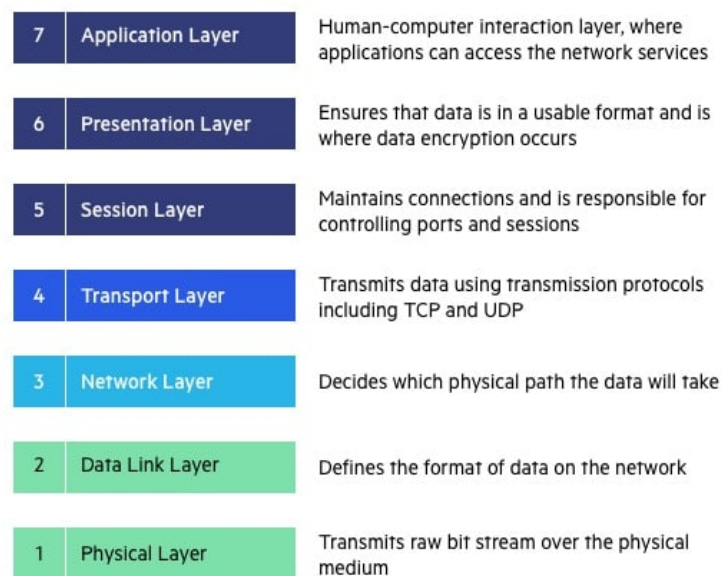 7 Application Layer
Human-computer interaction layer, where
applications can access the network services
6 Presentation Layer
Ensures that data is in a usable format and is
where data encryption occurs
5 Session Layer
Maintains connections and is responsible for
controlling ports and sessions
4 Transport Layer
Transmits data using transmission protocols
including TCP and UDP
3 Network Layer
Decides which physical path the data will take
2 Data Link Layer
Defines the format of data on the network
1 Physical Layer
Transmits raw bit stream over the physical
medium